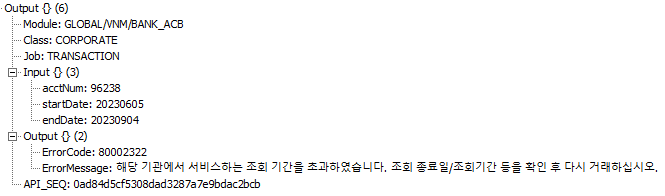 Output {} (6)
Module: GLOBAL/VNM/BANK_ACB
Class: CORPORATE
Job: TRANSACTION
Input {} (3)
acctNum: 96238
startDate: 20230605
endDate: 20230904
Output {} (2)
ErrorCode: 80002322
ErrorMessage: 해당 기관에서 서비스하는 조회 기간을 초과하였습니다. 조회 종료일/조회기간 등을 확인 후 다시 거래하십시오.
API_SEQ: 0ad84d5cf5308dad3287a7e9bdac2bcb